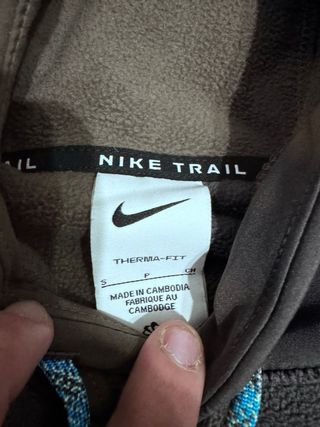 AIL NIKE TRAIL
THERMA-FIT
S P CH
MADE IN CAMBODIA
FABRIQUE AU
CAMBODGE